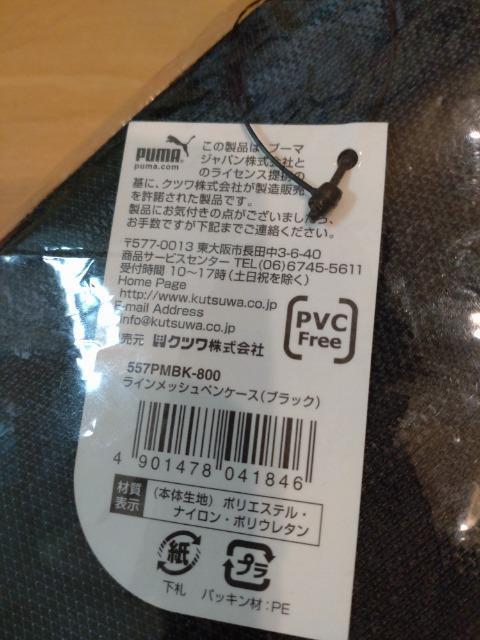 PUMA
puma.com
この製品は、プーマ
ジャパン株式会社と
のライセンス提携の
基に、クツワ株式会社が製造販売
を許諾された製品です。
製品にお気付きの点がございましたら、
お手数ですが下記までご連絡ください。
〒577-0013 東大阪市長田中3-6-40
商品サービスセンター TEL(06)6745-5611
受付時間 10〜17時(土日祝を除く)
Home Page
http://www.kutsuwa.co.jp
E-mail Address
info@kutsuwa.co.jp
PVC
Free
発売元 クツワ株式会社
557PMBK-800
ラインメッシュペンケース(ブラック)
4 901478 041846
材質
表示
(本体生地) ポリエステル・
ナイロン・ポリウレタン
紙
プラ
下札
パッキン材:PE